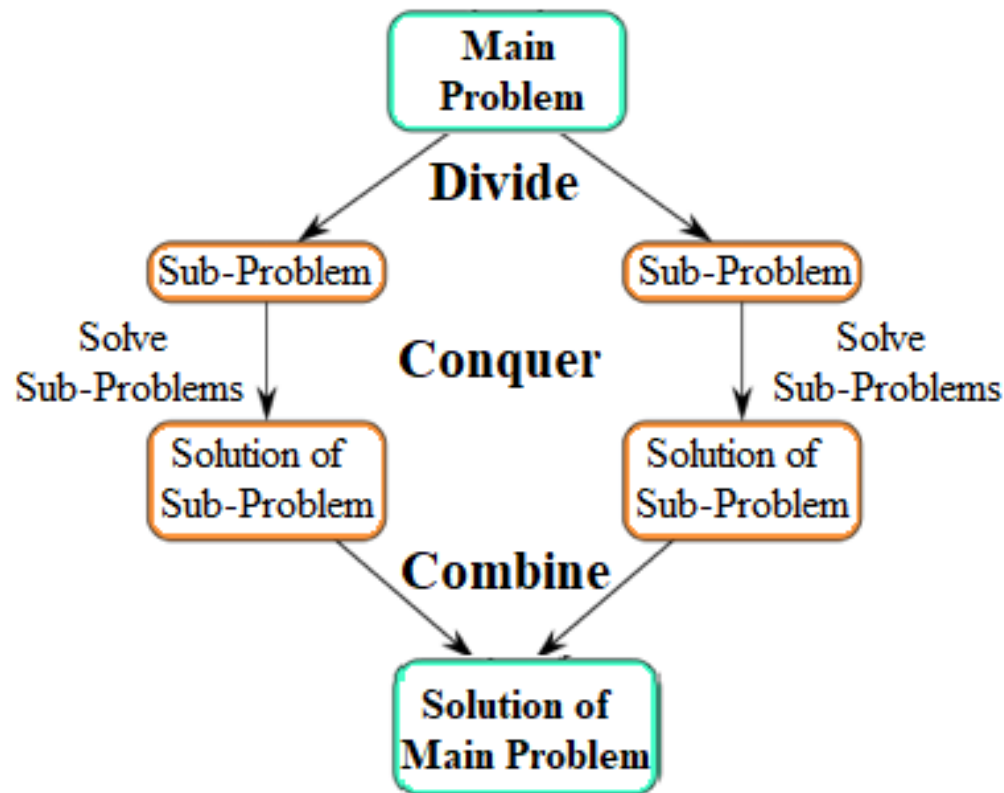 Main
Problem
Divide
Sub-Problem
Sub-Problem
Solve
Sub-Problems
Conquer
Solve
Sub-Problems
Solution of
Sub-Problem
Solution of
Sub-Problem
Combine
Solution of
Main Problem